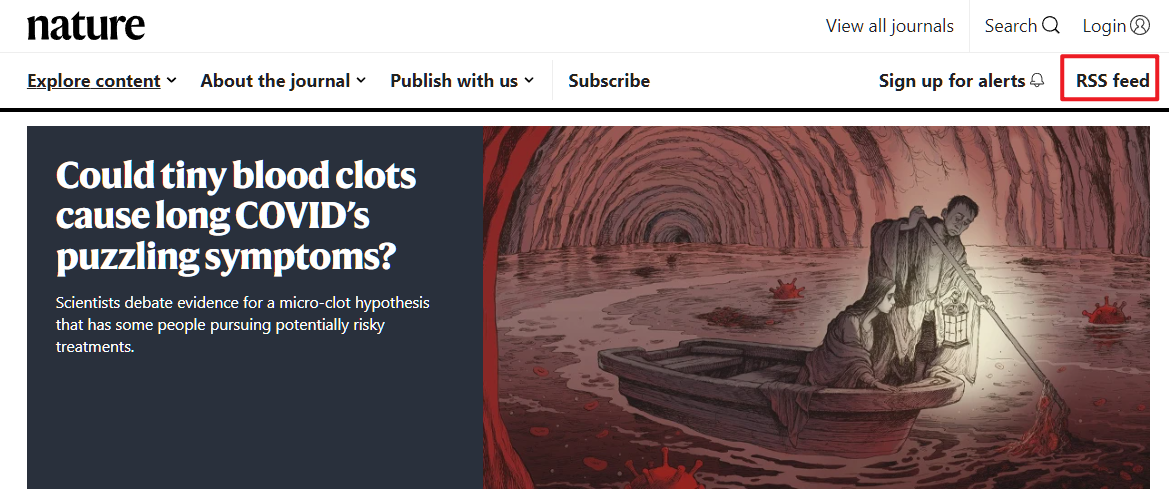 nature
View all journals
Search
Login
Explore content
About the journal
Publish with us
Subscribe
Sign up for alerts
RSS feed
Could tiny blood clots
cause long COVID’s
puzzling symptoms?
Scientists debate evidence for a micro-clot hypothesis
that has some people pursuing potentially risky
treatments.